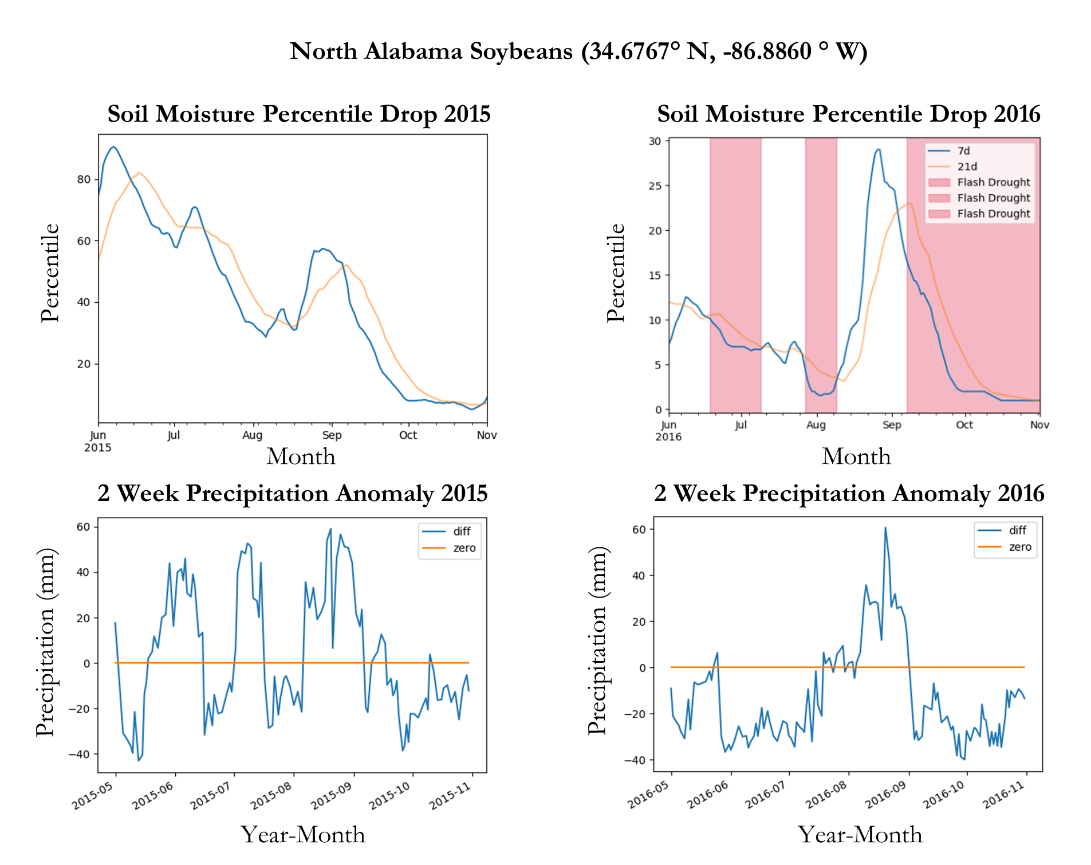 North Alabama Soybeans (34.6767° N, -86.8860 ° W)
Soil Moisture Percentile Drop 2015
Percentile
80
60
40
20
Jun
2015
Jul
Aug
Sep
Oct
Nov
Month
Soil Moisture Percentile Drop 2016
Percentile
30
25
20
15
10
5
0
7d
21d
Flash Drought
Flash Drought
Flash Drought
Jun
2016
Jul
Aug
Sep
Oct
Nov
Month
2 Week Precipitation Anomaly 2015
Precipitation (mm)
60
40
20
0
−20
−40
diff
zero
2015-05
2015-06
2015-07
2015-08
2015-09
2015-10
2015-11
Year-Month
2 Week Precipitation Anomaly 2016
Precipitation (mm)
60
40
20
0
−20
−40
diff
zero
2016-05
2016-06
2016-07
2016-08
2016-09
2016-10
2016-11
Year-Month